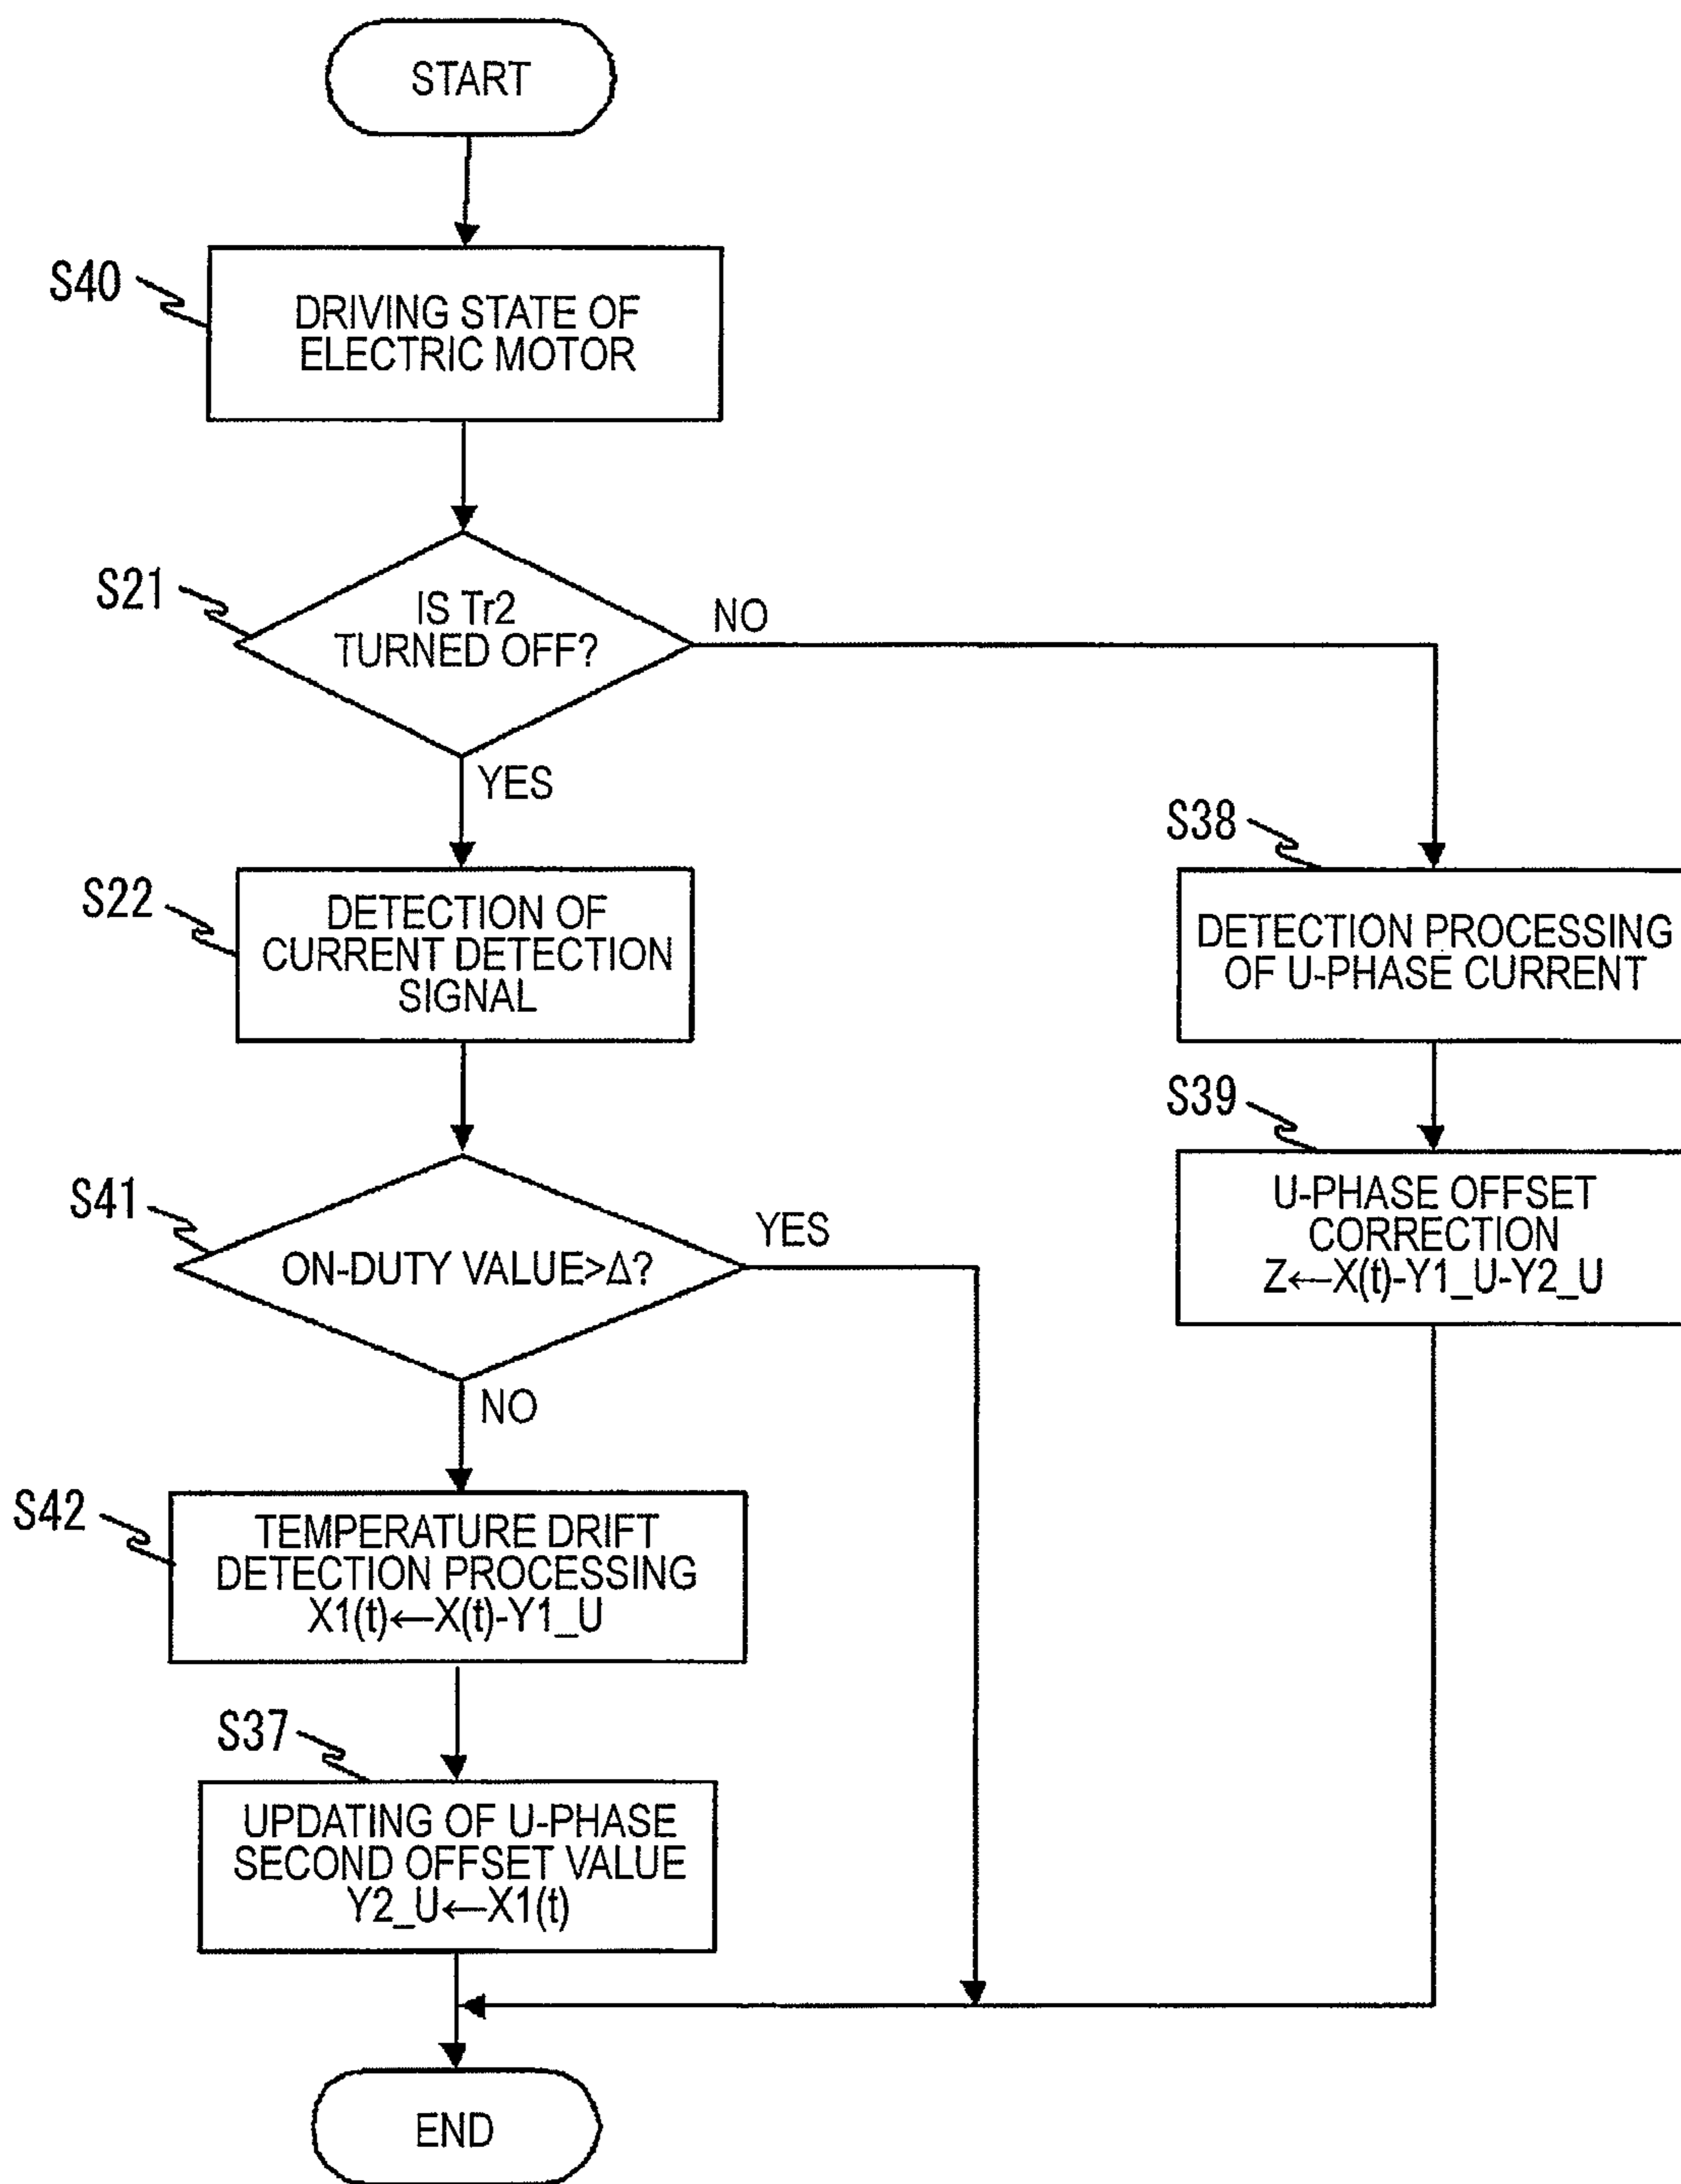 START
S40
DRIVING STATE OF
ELECTRIC MOTOR
S21
IS Tr2
TURNED OFF?
NO
YES
S22
DETECTION OF
CURRENT DETECTION
SIGNAL
S38
DETECTION PROCESSING
OF U-PHASE CURRENT
S39
U-PHASE OFFSET
CORRECTION
Z←X(t)-Y1_U-Y2_U
S41
ON-DUTY VALUE>Δ?
YES
NO
S42
TEMPERATURE DRIFT
DETECTION PROCESSING
X1(t)←X(t)-Y1_U
S37
UPDATING OF U-PHASE
SECOND OFFSET VALUE
Y2_U←X1(t)
END